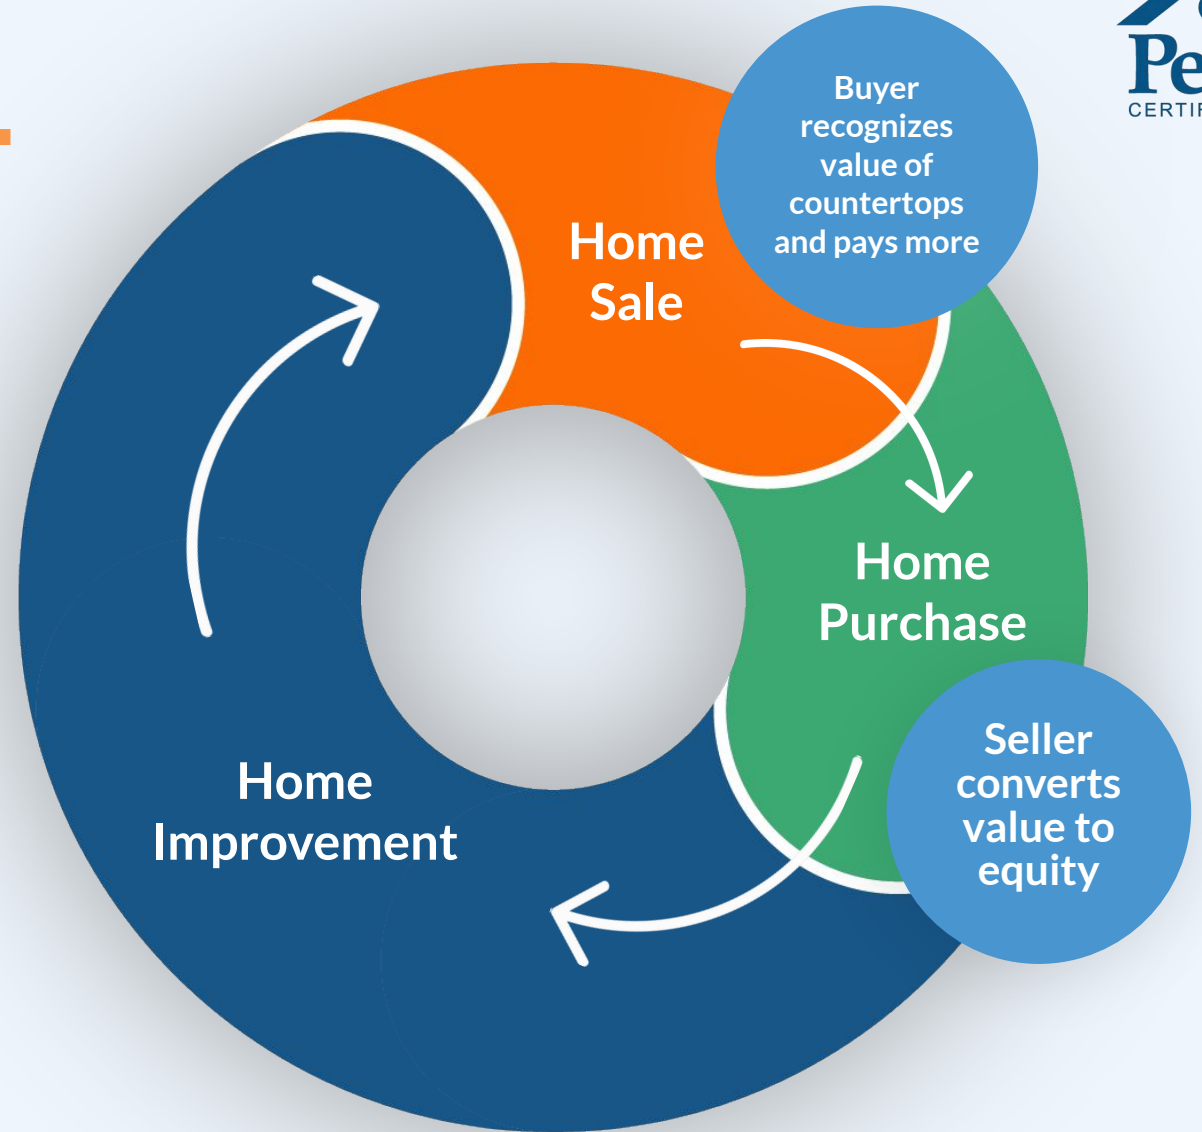 Buyer
recognizes
value of
countertops
and pays more
Home
Sale
Home
Purchase
Seller
converts
value to
equity
Home
Improvement